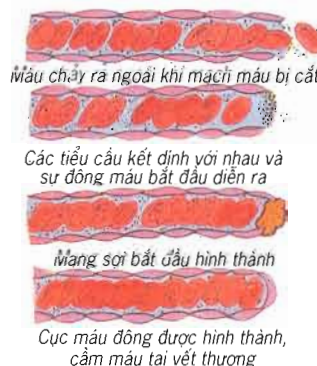 Máu chảy ra ngoài khi mạch máu bị cắt
Các tiểu cầu kết dính với nhau và
sự đông máu bắt đầu diễn ra
Mạng sợi bắt đầu hình thành
Cục máu đông được hình thành,
cầm máu tại vết thương